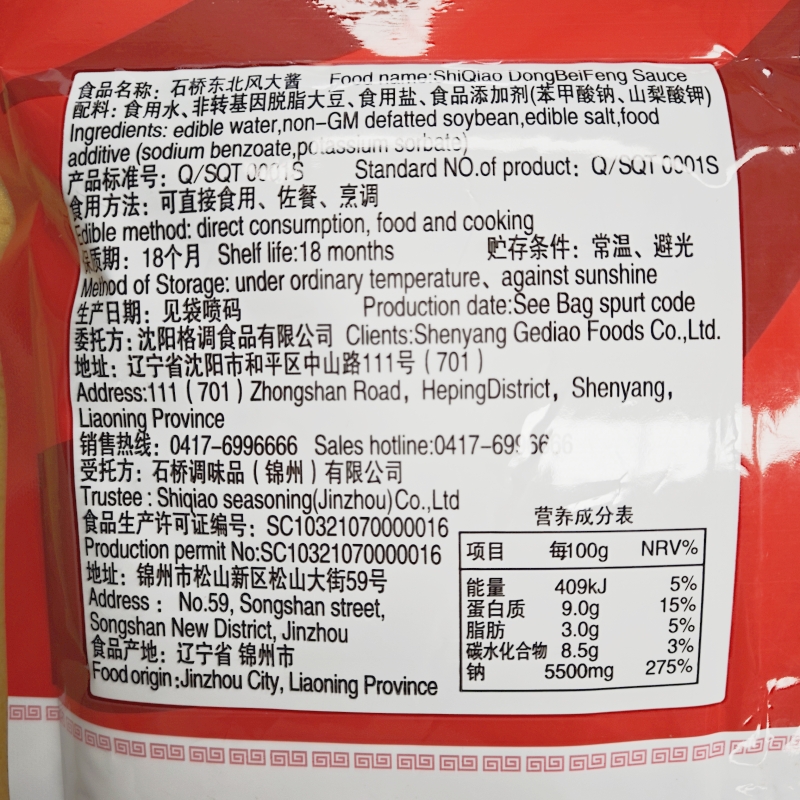 食品名称：石桥东北风大酱 Food name:ShiQiao DongBeiFeng Sauce
配料：食用水、非转基因脱脂大豆、食用盐、食品添加剂(苯甲酸钠、山梨酸钾)
Ingredients: edible water,non-GM defatted soybean,edible salt,food
additive (sodium benzoate,potassium sorbate)
产品标准号：Q/SQT 0001S Standard NO.of product：Q/SQT 0001S
食用方法：可直接食用、佐餐、烹调
Edible method: direct consumption, food and cooking
保质期：18个月 Shelf life:18 months 贮存条件：常温、避光
Method of Storage: under ordinary temperature、against sunshine
生产日期：见袋喷码 Production date:See Bag spurt code
委托方：沈阳格调食品有限公司 Clients:Shenyang Gediao Foods Co.,Ltd.
地址：辽宁省沈阳市和平区中山路111号（701）
Address:111（701）Zhongshan Road，HepingDistrict，Shenyang，
Liaoning Province
销售热线：0417-6996666 Sales hotline:0417-6996666
受托方：石桥调味品（锦州）有限公司
Trustee : Shiqiao seasoning(Jinzhou)Co.,Ltd
食品生产许可证编号：SC10321070000016
Production permit No:SC10321070000016
地址：锦州市松山新区松山大街59号
Address： No.59, Songshan street,
Songshan New District, Jinzhou
食品产地：辽宁省 锦州市
Food origin:Jinzhou City, Liaoning Province
营养成分表
项目 每100g NRV%
能量 409kJ 5%
蛋白质 9.0g 15%
脂肪 3.0g 5%
碳水化合物 8.5g 3%
钠 5500mg 275%